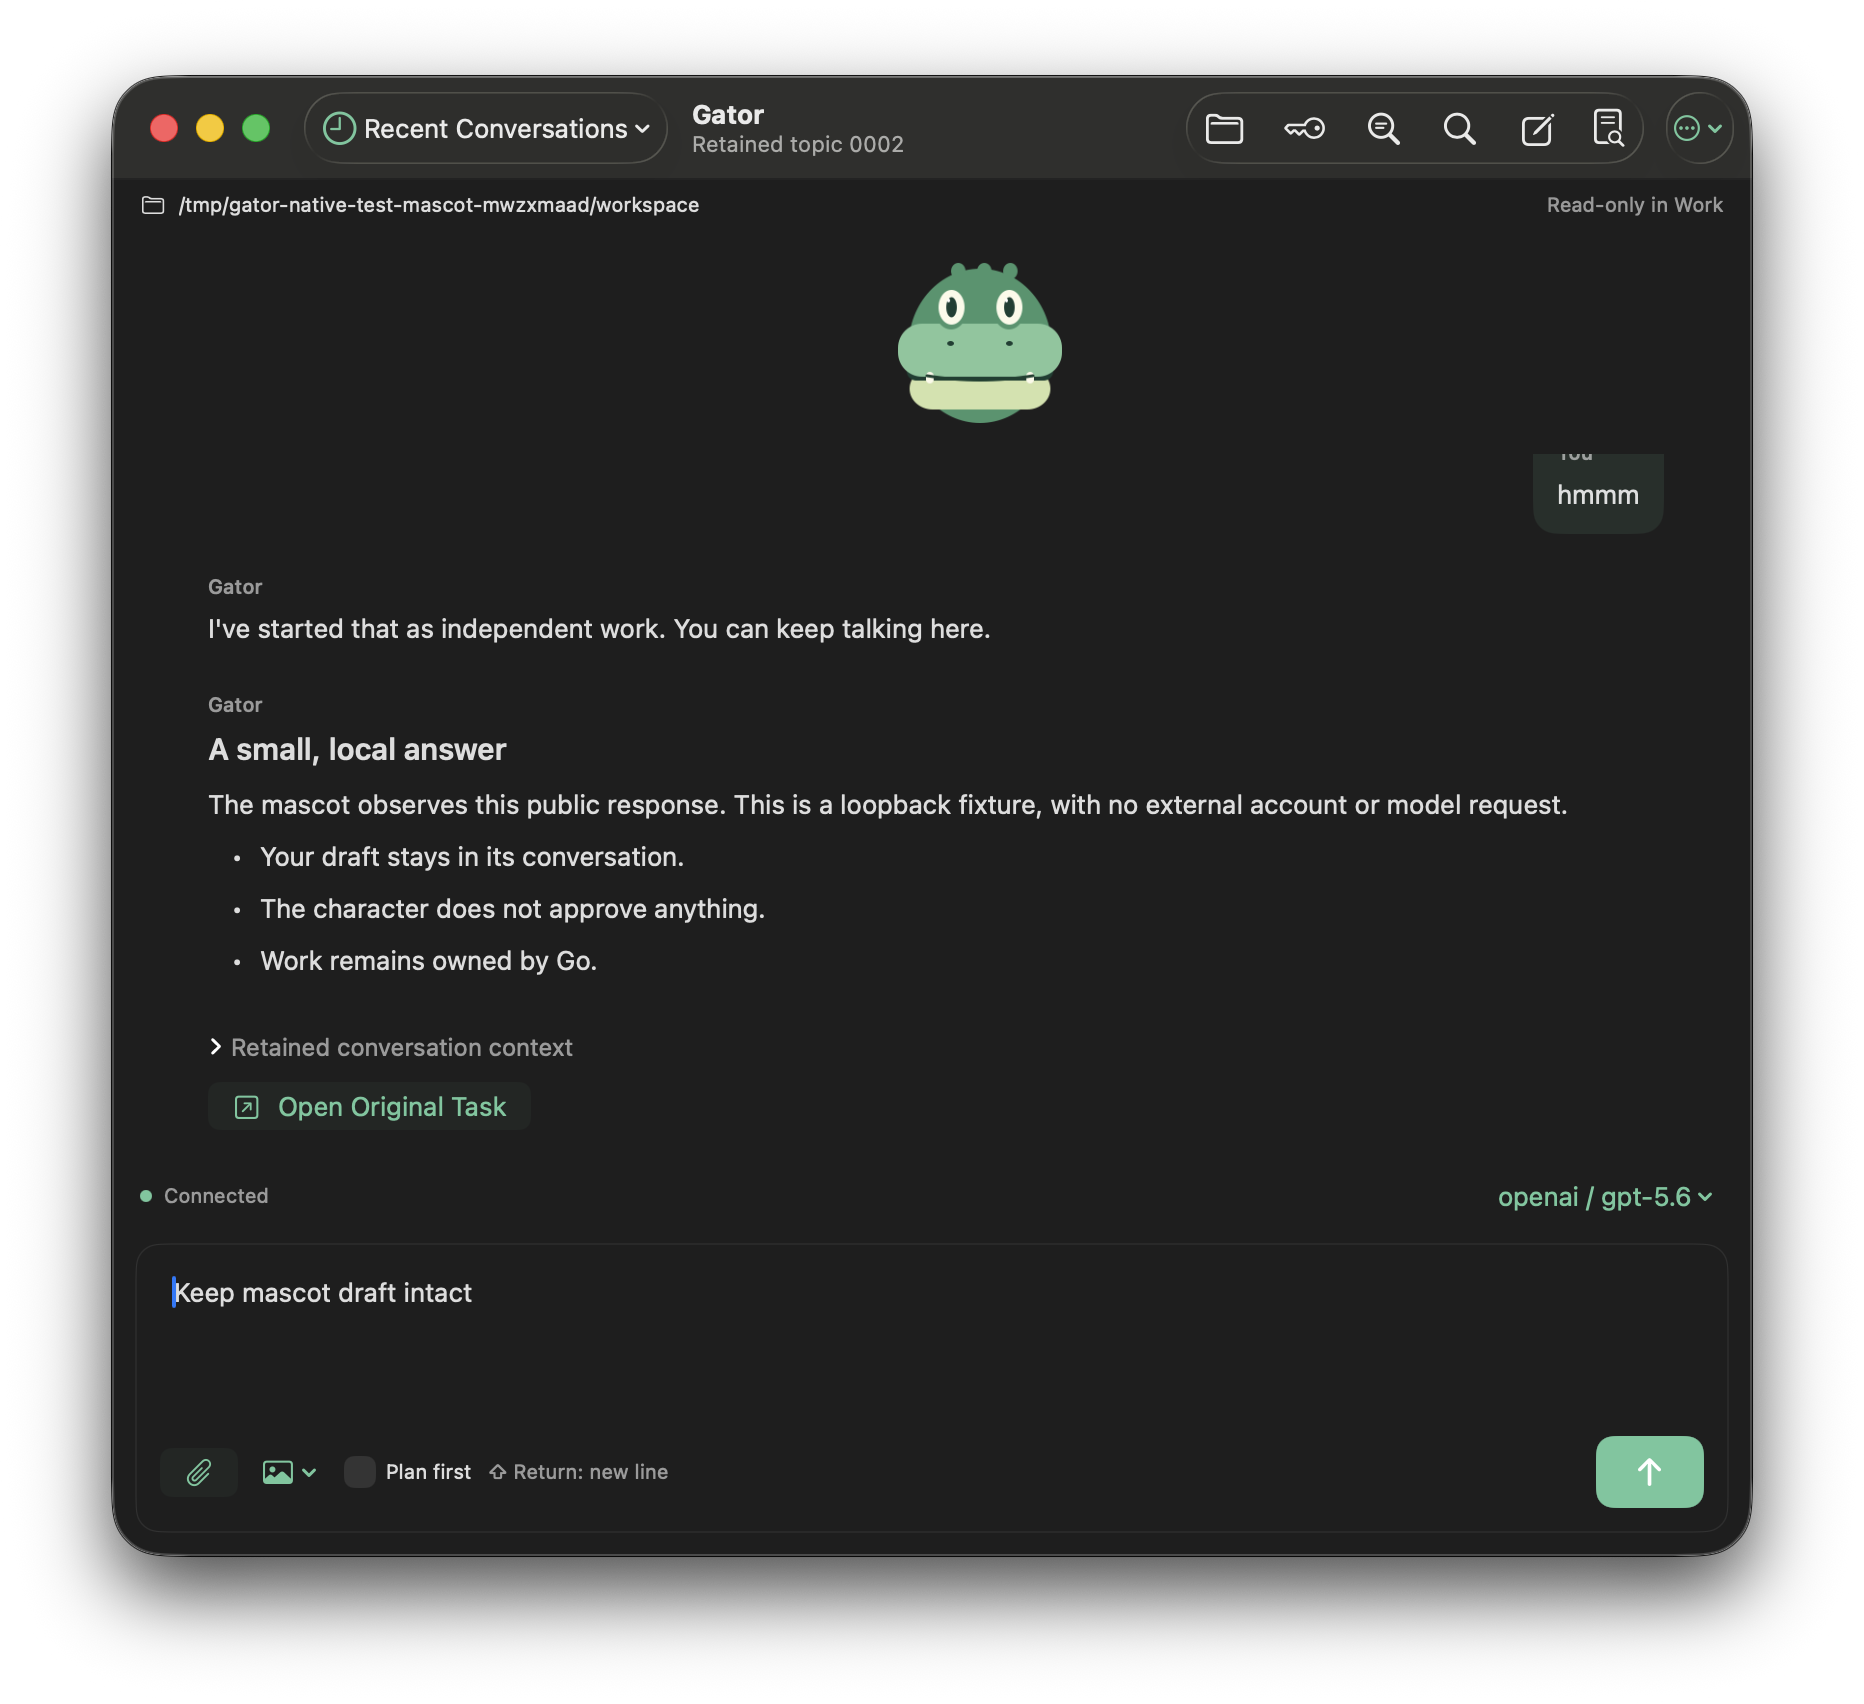 Recent Conversations
Gator
Retained topic 0002
/tmp/gator-native-test-mascot-mwzxmaad/workspace
Read-only in Work
You
hmmm
Gator
I've started that as independent work. You can keep talking here.
Gator
A small, local answer
The mascot observes this public response. This is a loopback fixture, with no external account or model request.
• Your draft stays in its conversation.
• The character does not approve anything.
• Work remains owned by Go.
Retained conversation context
Open Original Task
Connected
openai / gpt-5.6
Keep mascot draft intact
Plan first
⇧ Return: new line